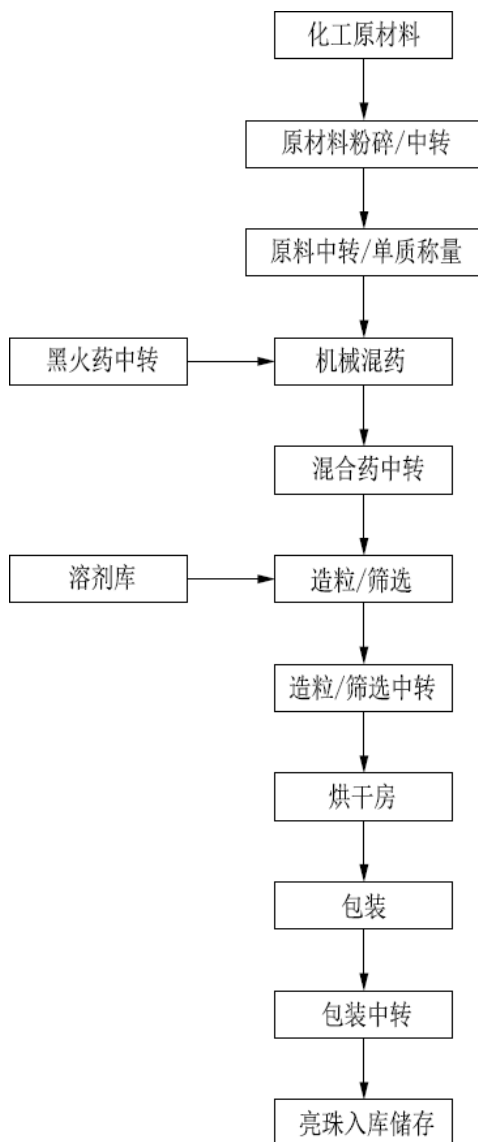 化工原材料
原材料粉碎/中转
原料中转/单质称量
黑火药中转
机械混药
混合药中转
溶剂库
造粒/筛选
造粒/筛选中转
烘干房
包装
包装中转
亮珠入库储存